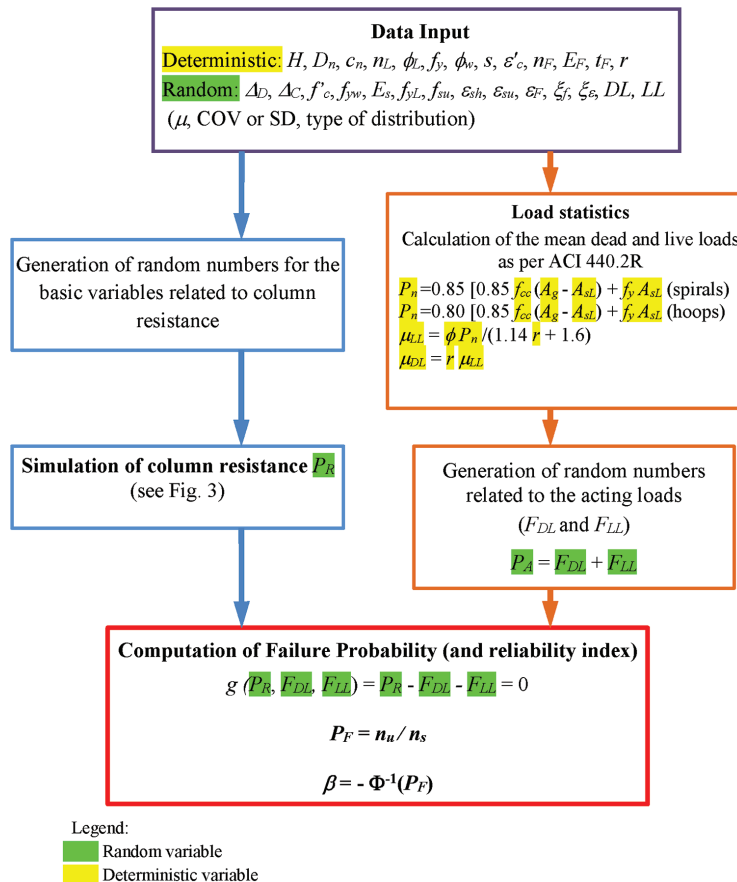 Data Input
Deterministic: H, Dn, cn, nL, ϕL, fy, ϕw, s, ε'c, nF, EF, tF, r
Random: ΔD, ΔC, f'c, fyw, Es, fyL, fsu, εsh, εsu, εF, ξf, ξε, DL, LL
(μ, COV or SD, type of distribution)
Generation of random numbers for the
basic variables related to column
resistance
Simulation of column resistance PR
(see Fig. 3)
Load statistics
Calculation of the mean dead and live loads
as per ACI 440.2R
Pn =0.85 [0.85 fcc (Ag - AsL) + fy AsL (spirals)
Pn =0.80 [0.85 fcc (Ag - AsL) + fy AsL (hoops)
μLL = ϕ Pn /(1.14 r + 1.6)
μDL = r μLL
Generation of random numbers
related to the acting loads
(FDL and FLL)
PA = FDL + FLL
Computation of Failure Probability (and reliability index)
g (PR, FDL, FLL) = PR - FDL - FLL = 0
PF = nu / ns
β = - Φ-1(PF)
Legend:
Random variable
Deterministic variable